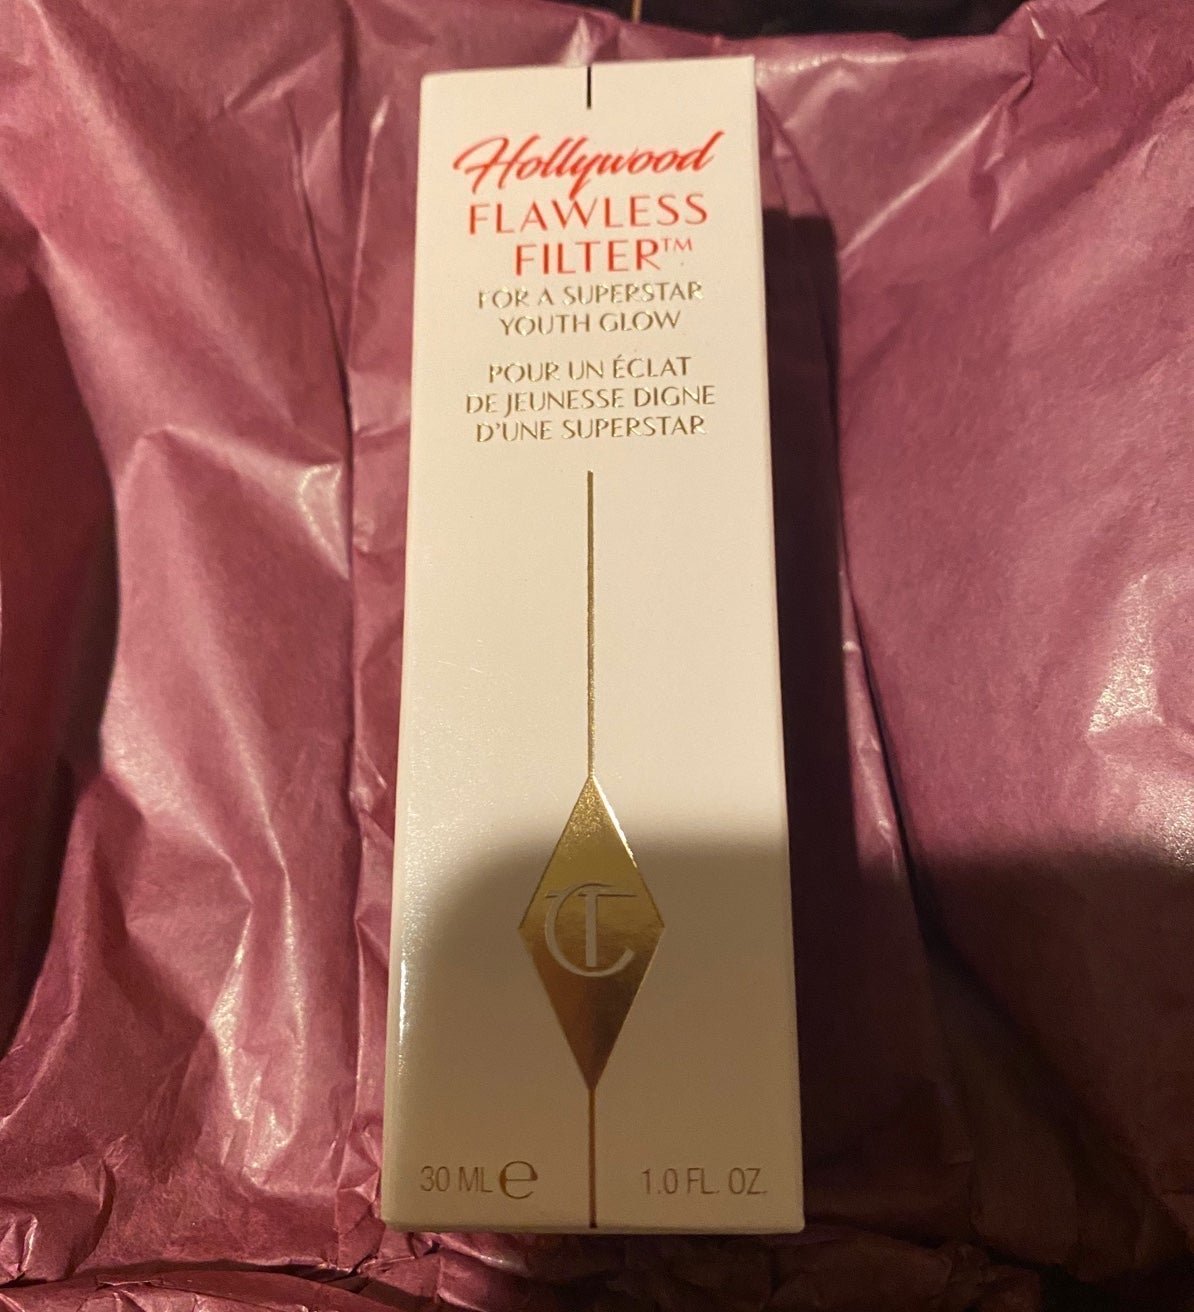 Hollywood
FLAWLESS
FILTER™
FOR A SUPERSTAR
YOUTH GLOW
POUR UN ÉCLAT
DE JEUNESSE DIGNE
D'UNE SUPERSTAR
CT
30 ML ℮ 1.0 FL. OZ.